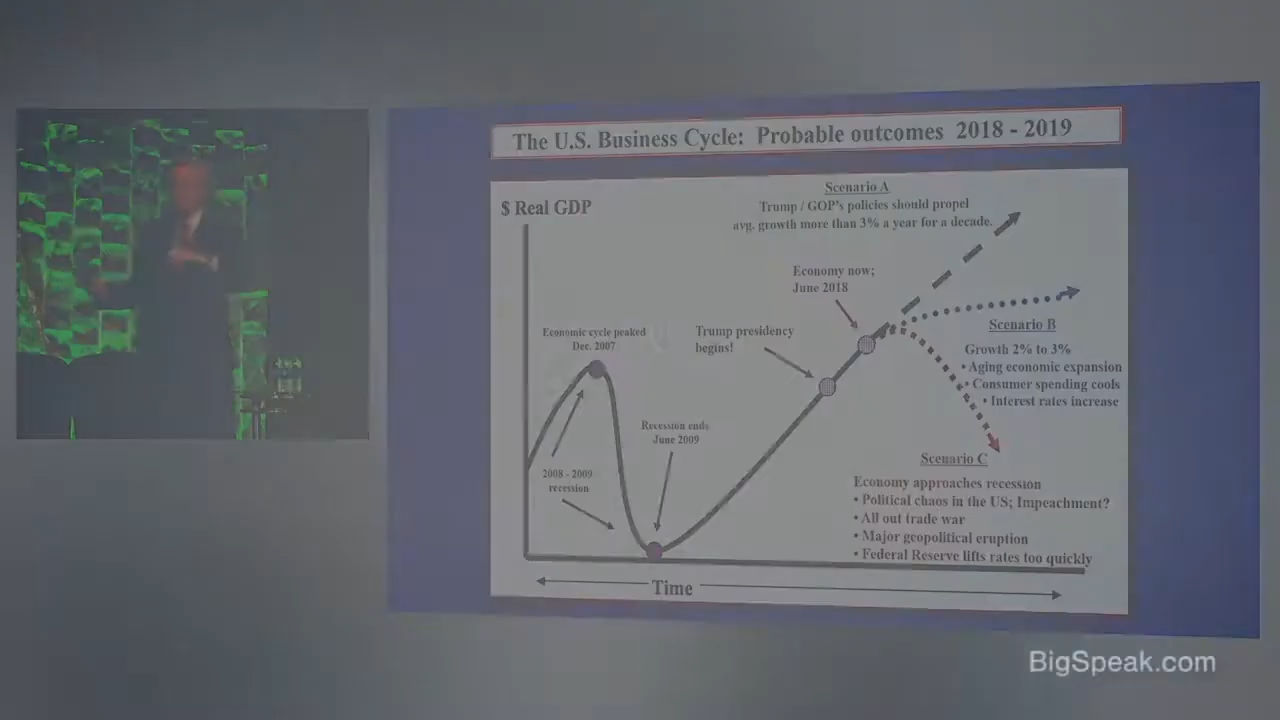 The U.S. Business Cycle: Probable outcomes 2018 - 2019
$ Real GDP
Scenario A
Trump / GOP's policies should propel
avg. growth more than 3% a year for a decade.
Economy now;
June 2018
Trump presidency
begins!
Economic cycle peaked
Dec. 2007
Recession ends
June 2009
2008 - 2009
recession
Scenario B
Growth 2% to 3%
• Aging economic expansion
• Consumer spending cools
• Interest rates increase
Scenario C
Economy approaches recession
• Political chaos in the US; Impeachment?
• All out trade war
• Major geopolitical eruption
• Federal Reserve lifts rates too quickly
Time
BigSpeak.com